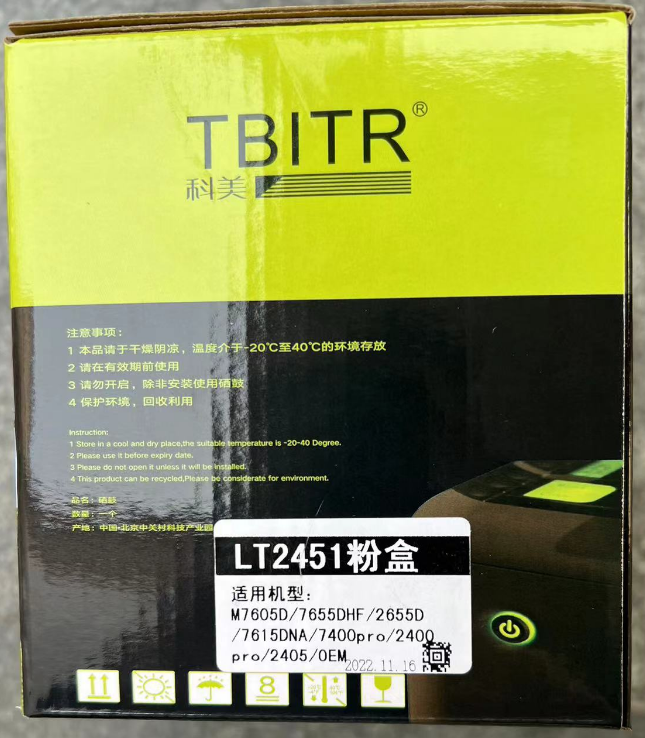 TBITR®
科美
注意事项：
1 本品请于干燥阴凉，温度介于-20℃至40℃的环境存放
2 请在有效期前使用
3 请勿开启，除非安装使用硒鼓
4 保护环境，回收利用
Instruction:
1 Store in a cool and dry place,the suitable temperature is -20-40 Degree.
2 Please use it before expiry date.
3 Please do not open it unless it will be installed.
4 This product can be recycled,Please be considerate for environment.
品名：硒鼓
数量：一个
产地：中国·北京中关村科技产业园
LT2451粉盒
适用机型：
M7605D/7655DHF/2655D
/7615DNA/7400pro/2400
pro/2405/OEM
2022.11.16
8